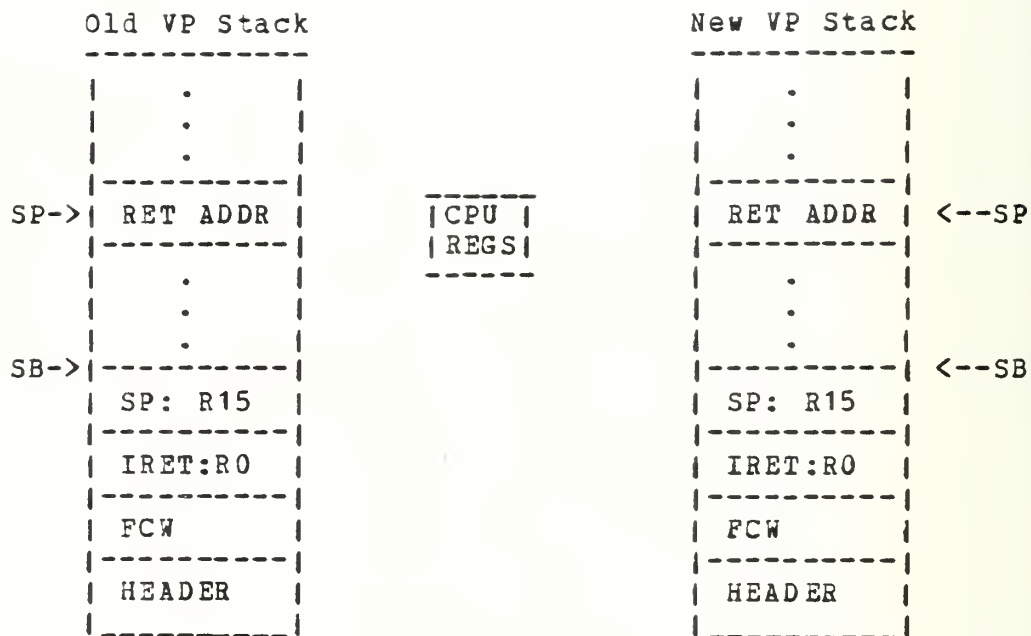 Old VP Stack New VP Stack
SP-> RET ADDR CPU RET ADDR <--SP
REGS
SB-> <--SB
SP: R15 SP: R15
IRET:R0 IRET:R0
FCW FCW
HEADER HEADER